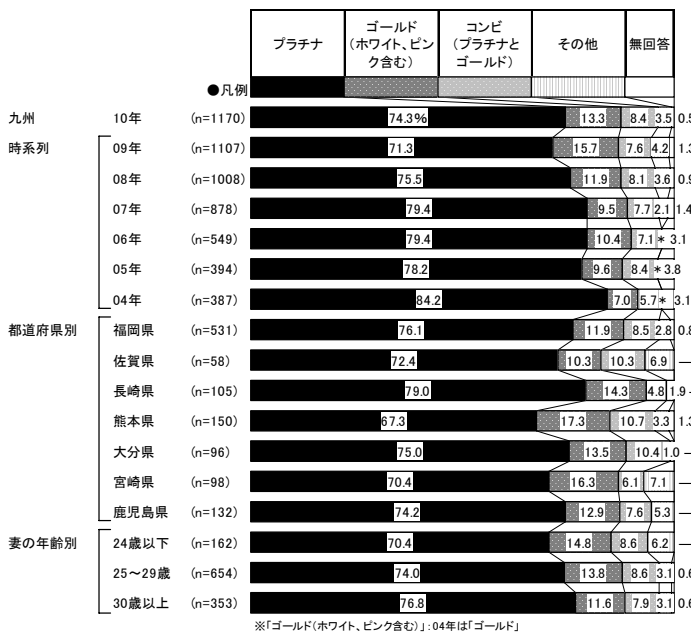 プラチナ ゴールド（ホワイト、ピンク含む） コンビ（プラチナとゴールド） その他 無回答
●凡例
九州 10年 (n=1170) 74.3% 13.3 8.4 3.5 0.5
時系列 09年 (n=1107) 71.3 15.7 7.6 4.2 1.3
08年 (n=1008) 75.5 11.9 8.1 3.6 0.9
07年 (n=878) 79.4 9.5 7.7 2.1 1.4
06年 (n=549) 79.4 10.4 7.1 * 3.1
05年 (n=394) 78.2 9.6 8.4 * 3.8
04年 (n=387) 84.2 7.0 5.7 * 3.1
都道府県別 福岡県 (n=531) 76.1 11.9 8.5 2.8 0.8
佐賀県 (n=58) 72.4 10.3 10.3 6.9 —
長崎県 (n=105) 79.0 14.3 4.8 1.9 —
熊本県 (n=150) 67.3 17.3 10.7 3.3 1.3
大分県 (n=96) 75.0 13.5 10.4 1.0 —
宮崎県 (n=98) 70.4 16.3 6.1 7.1 —
鹿児島県 (n=132) 74.2 12.9 7.6 5.3 —
妻の年齢別 24歳以下 (n=162) 70.4 14.8 8.6 6.2 —
25～29歳 (n=654) 74.0 13.8 8.6 3.1 0.6
30歳以上 (n=353) 76.8 11.6 7.9 3.1 0.6
※「ゴールド（ホワイト、ピンク含む）」：04年は「ゴールド」